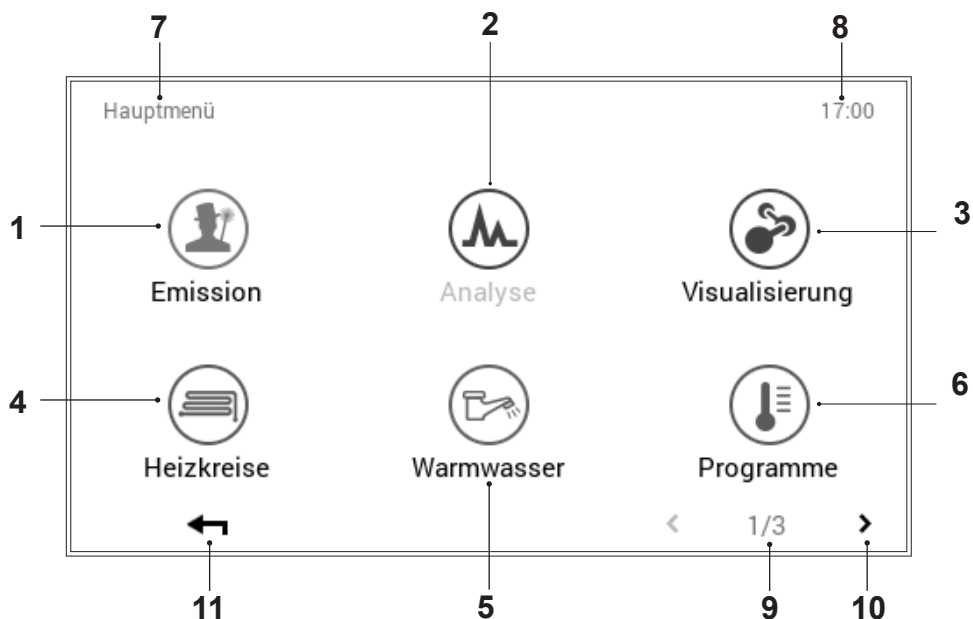 7 2 8
Hauptmenü 17:00
1 3
Emission Analyse Visualisierung
4 6
Heizkreise Warmwasser Programme
< 1/3 >
11 5 9 10